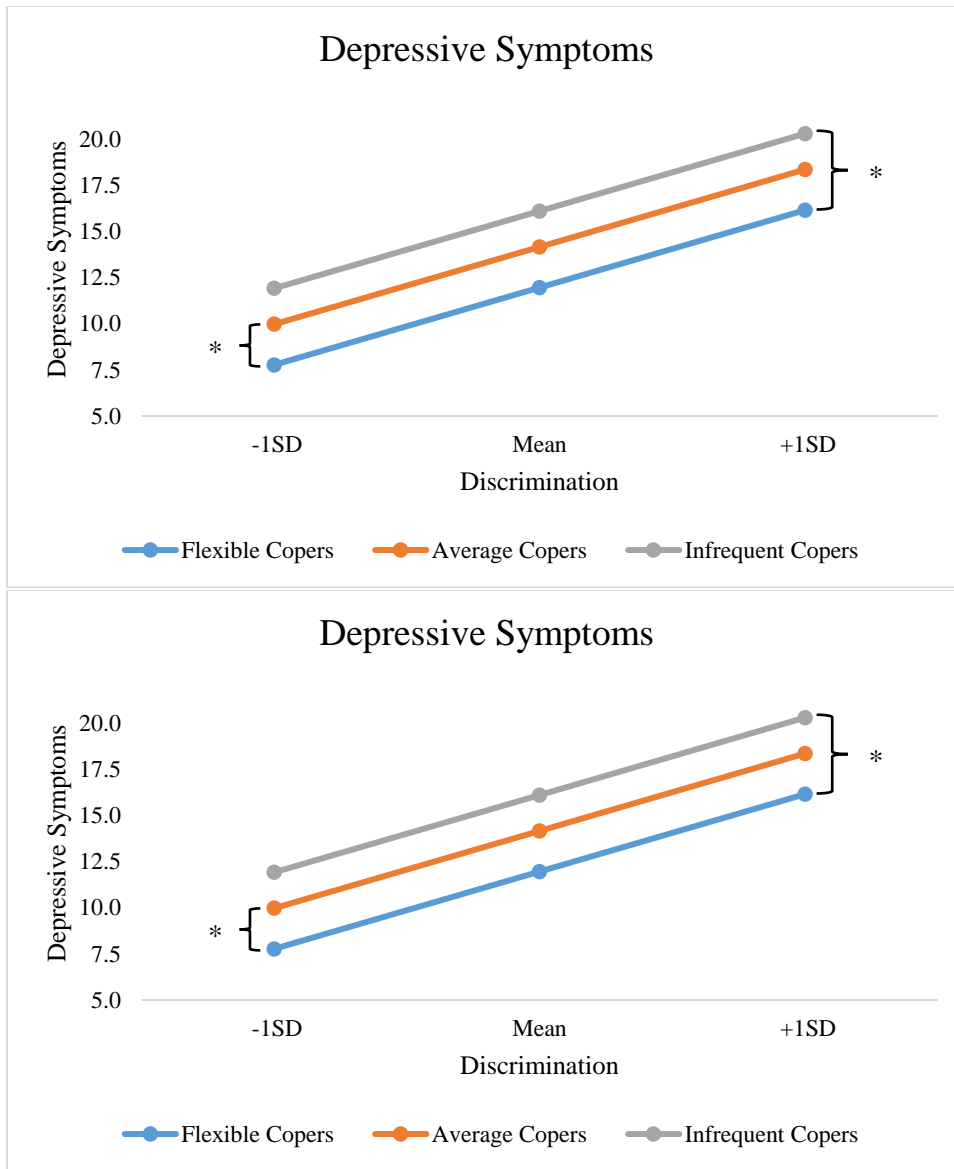 Depressive Symptoms
Depressive Symptoms
20.0
17.5
15.0
12.5
10.0
7.5
5.0
*
*
-1SD Mean +1SD
Discrimination
Flexible Copers Average Copers Infrequent Copers
Depressive Symptoms
Depressive Symptoms
20.0
17.5
15.0
12.5
10.0
7.5
5.0
*
*
-1SD Mean +1SD
Discrimination
Flexible Copers Average Copers Infrequent Copers